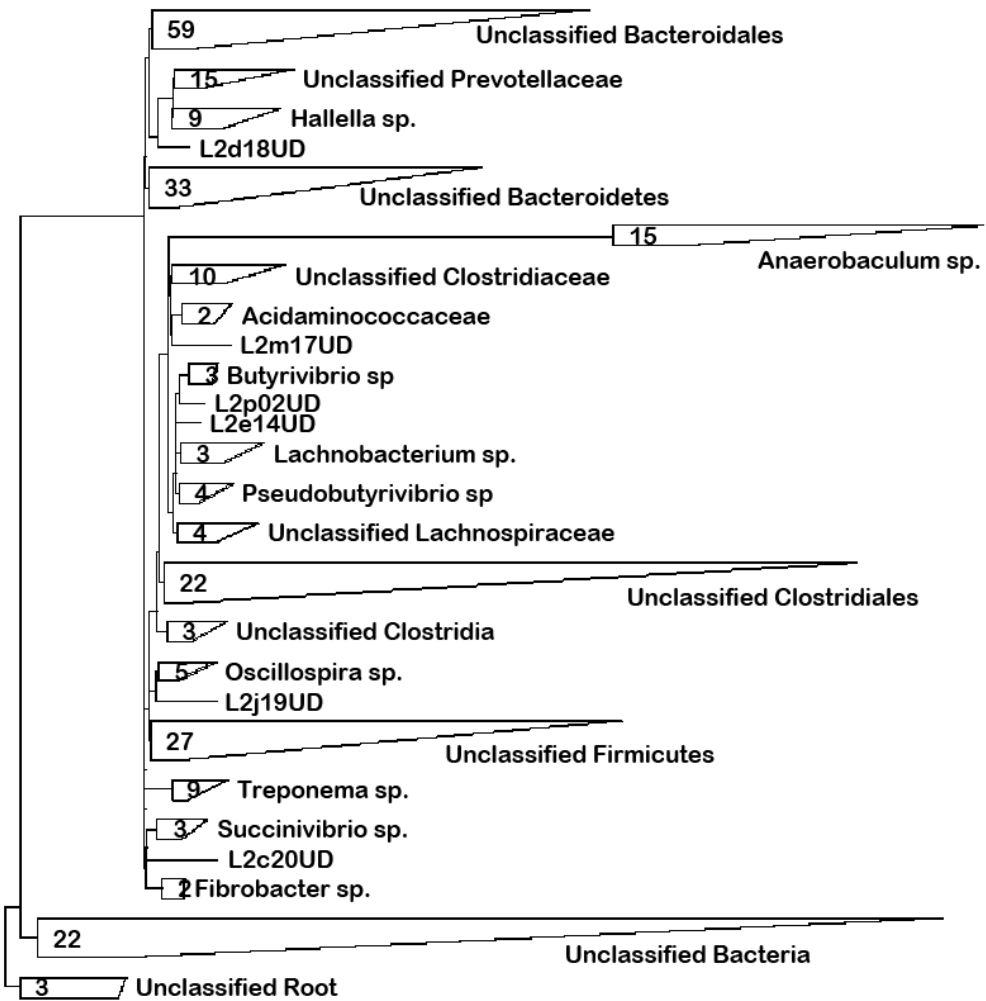 59
Unclassified Bacteroidales
15 Unclassified Prevotellaceae
9 Hallella sp.
L2d18UD
33
Unclassified Bacteroidetes
15
Anaerobaculum sp.
10 Unclassified Clostridiaceae
2 Acidaminococcaceae
L2m17UD
3 Butyrivibrio sp
L2p02UD
L2e14UD
3 Lachnobacterium sp.
4 Pseudobutyrivibrio sp
4 Unclassified Lachnospiraceae
22
Unclassified Clostridiales
3 Unclassified Clostridia
5 Oscillospira sp.
L2j19UD
27
Unclassified Firmicutes
9 Treponema sp.
3 Succinivibrio sp.
L2c20UD
2 Fibrobacter sp.
22
Unclassified Bacteria
3 Unclassified Root